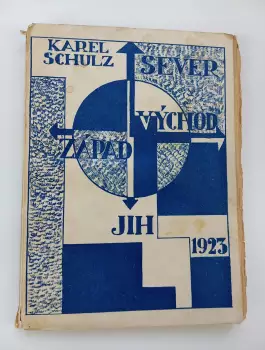 KAREL
SCHULZ
SEVER
VÝCHOD
ZÁPAD
JIH
1923